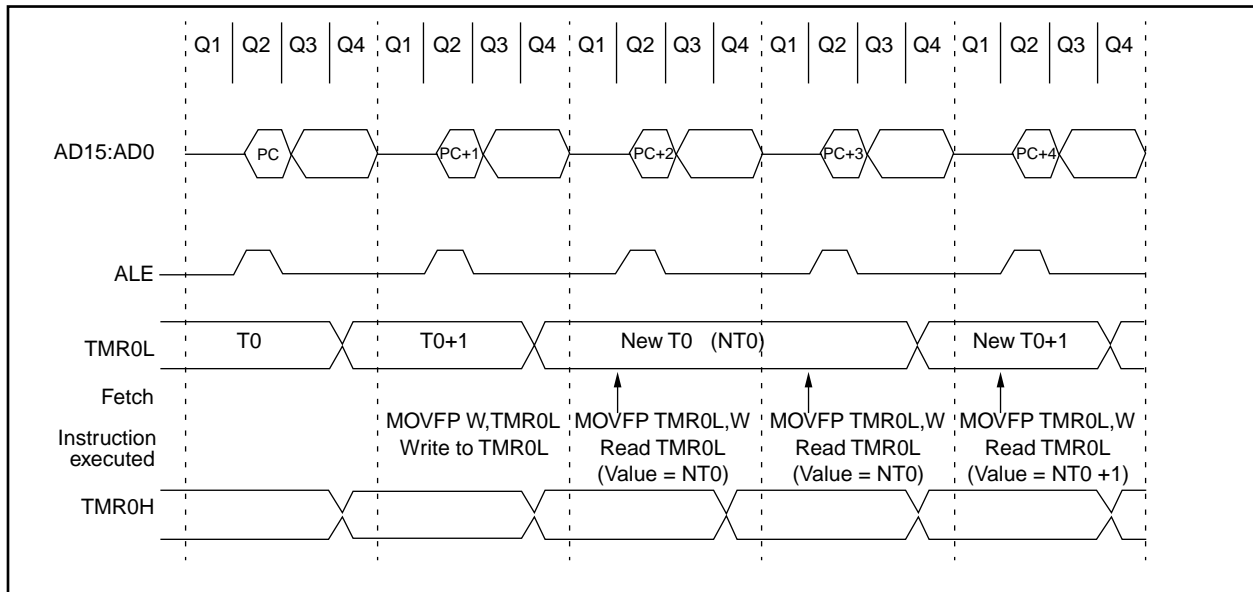 Q1 Q2 Q3 Q4 Q1 Q2 Q3 Q4 Q1 Q2 Q3 Q4 Q1 Q2 Q3 Q4 Q1 Q2 Q3 Q4
AD15:AD0 PC PC+1 PC+2 PC+3 PC+4
ALE
TMR0L T0 T0+1 New T0 (NT0) New T0+1
Fetch
MOVFP W,TMR0L MOVFP TMR0L,W MOVFP TMR0L,W MOVFP TMR0L,W
Instruction Write to TMR0L Read TMR0L Read TMR0L Read TMR0L
executed (Value = NT0) (Value = NT0) (Value = NT0 +1)
TMR0H